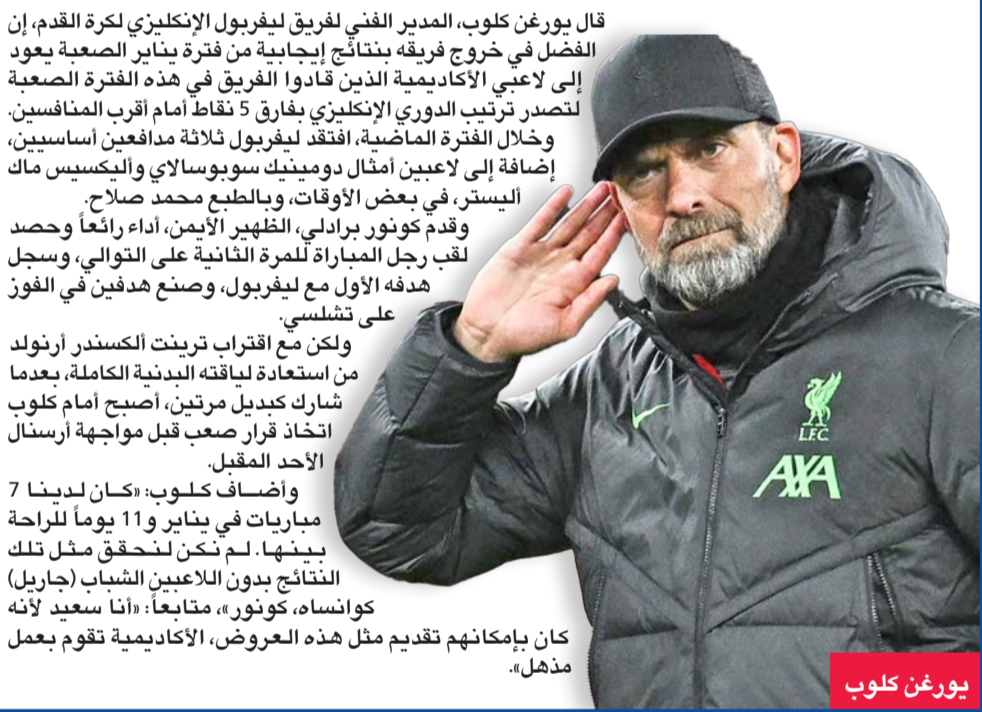 قال يورغن كلوب، المدير الفني لفريق ليفربول الإنكليزي لكرة القدم، إن
الفضل في خروج فريقه بنتائج إيجابية من فترة يناير الصعبة يعود
إلى لاعبي الأكاديمية الذين قادوا الفريق في هذه الفترة الصعبة
لتصدر ترتيب الدوري الإنكليزي بفارق 5 نقاط أمام أقرب المنافسين.
وخلال الفترة الماضية، افتقد ليفربول ثلاثة مدافعين أساسيين،
إضافة إلى لاعبين أمثال دومينيك سوبوسالاي وأليكسيس ماك
أليستر، في بعض الأوقات، وبالطبع محمد صلاح.
وقدم كونور برادلي، الظهير الأيمن، أداء رائعاً وحصد
لقب رجل المباراة للمرة الثانية على التوالي، وسجل
هدفه الأول مع ليفربول، وصنع هدفين في الفوز
على تشلسي.
ولكن مع اقتراب ترينت ألكسندر أرنولد
من استعادة لياقته البدنية الكاملة، بعدما
شارك كبديل مرتين، أصبح أمام كلوب
اتخاذ قرار صعب قبل مواجهة أرسنال
الأحد المقبل.
وأضاف كلوب: «كان لدينا 7
مباريات في يناير و11 يوماً للراحة
بينها. لم نكن لنحقق مثل تلك
النتائج بدون اللاعبين الشباب (جاريل)
كوانساه، كونور»، متابعاً: «أنا سعيد لأنه
كان بإمكانهم تقديم مثل هذه العروض، الأكاديمية تقوم بعمل
مذهل».
L.F.C.
AXA
يورغن كلوب